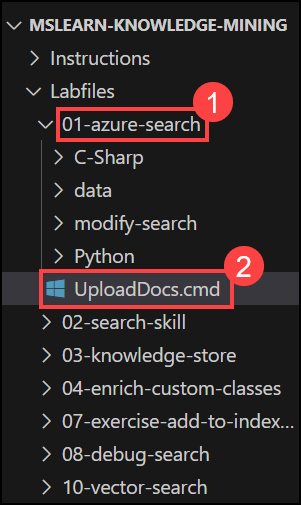 MSLEARN-KNOWLEDGE-MINING
Instructions
Labfiles
01-azure-search
1
C-Sharp
data
modify-search
Python
UploadDocs.cmd
2
02-search-skill
03-knowledge-store
04-enrich-custom-classes
07-exercise-add-to-index...
08-debug-search
10-vector-search